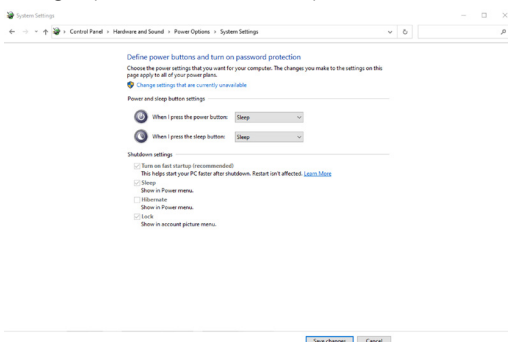 System Settings
Control Panel > Hardware and Sound > Power Options > System Settings
Define power buttons and turn on password protection
Choose the power settings that you want for your computer. The changes you make to the settings on this
page apply to all of your power plans.
Change settings that are currently unavailable
Power and sleep button settings
When I press the power button: Sleep
When I press the sleep button: Sleep
Shutdown settings
Turn on fast startup (recommended)
This helps start your PC faster after shutdown. Restart isn't affected. Learn More
Sleep
Show in Power menu.
Hibernate
Show in Power menu.
Lock
Show in account picture menu.
Save changes Cancel